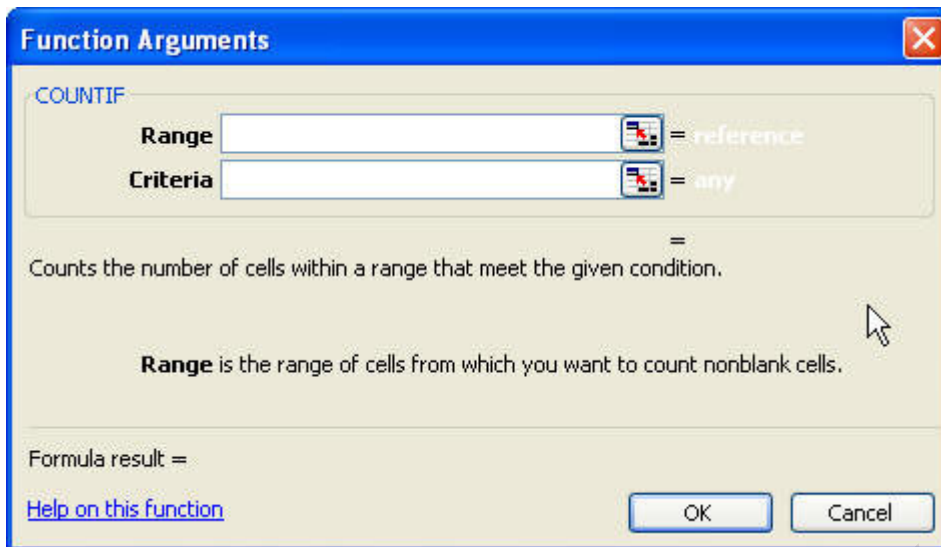 Function Arguments
COUNTIF
Range = reference
Criteria = any
=
Counts the number of cells within a range that meet the given condition.
Range is the range of cells from which you want to count nonblank cells.
Formula result =
Help on this function OK Cancel